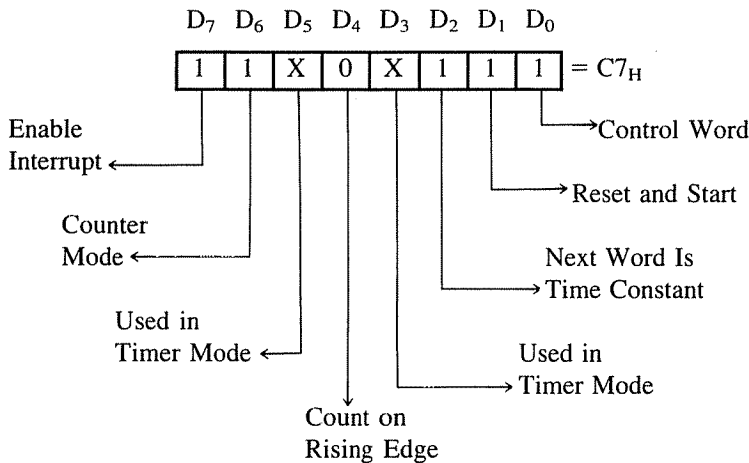 D7 D6 D5 D4 D3 D2 D1 D0
1 1 X 0 X 1 1 1 = C7H
Enable
Interrupt
Control Word
Reset and Start
Counter
Mode
Next Word Is
Time Constant
Used in
Timer Mode
Used in
Timer Mode
Count on
Rising Edge